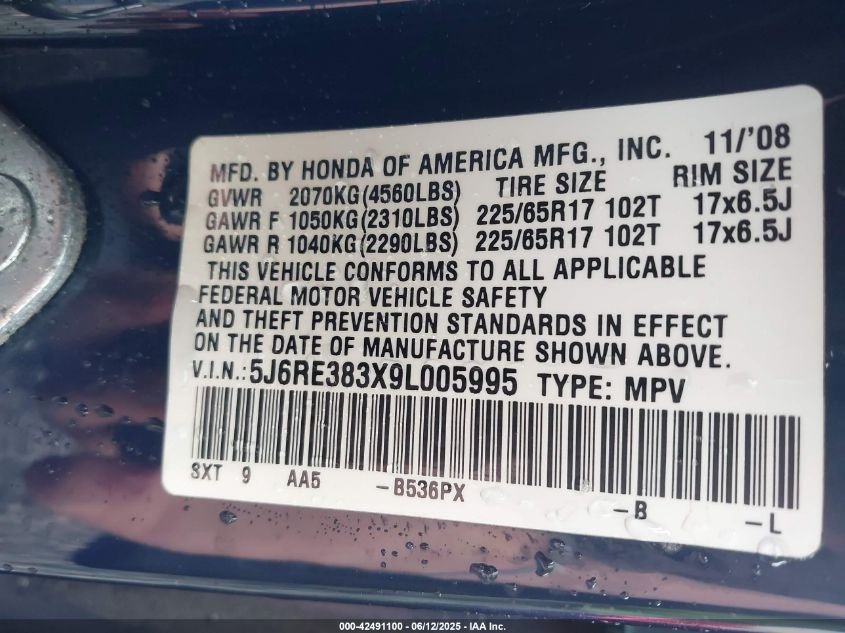 MFD. BY HONDA OF AMERICA MFG., INC. 11/'08
GVWR 2070KG(4560LBS) TIRE SIZE RIM SIZE
GAWR F 1050KG(2310LBS) 225/65R17 102T 17x6.5J
GAWR R 1040KG(2290LBS) 225/65R17 102T 17x6.5J
THIS VEHICLE CONFORMS TO ALL APPLICABLE
FEDERAL MOTOR VEHICLE SAFETY
AND THEFT PREVENTION STANDARDS IN EFFECT
ON THE DATE OF MANUFACTURE SHOWN ABOVE.
V.I.N.:5J6RE383X9L005995 TYPE: MPV
SXT 9 AA5 -B536PX -B -L
000-42491100 - 06/12/2025 - IAA Inc.